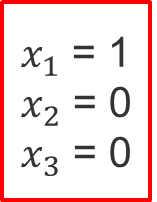 x₁ = 1
x₂ = 0
x₃ = 0